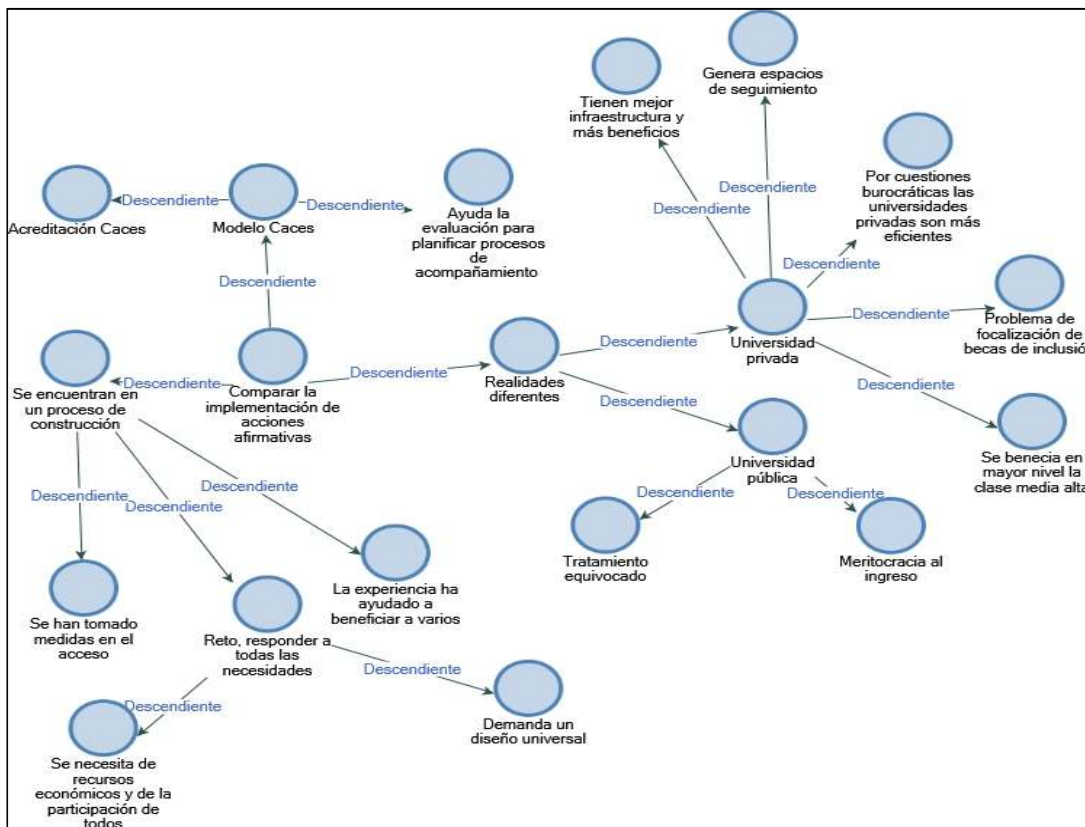 Tienen mejor
infraestructura y
más beneficios
Genera espacios
de seguimiento
Por cuestiones
burocráticas las
universidades
privadas son más
eficientes
Descendiente
Descendiente
Descendiente
Acreditación Caces
Descendiente
Modelo Caces
Descendiente
Ayuda la
evaluación para
planificar procesos
de
acompañamiento
Descendiente
Universidad
privada
Descendiente
Problema de
focalización de
becas de inclusió
Descendiente
Se encuentran en
un proceso de
construcción
Descendiente
Comparar la
implementación de
acciones
afirmativas
Descendiente
Realidades
diferentes
Descendiente
Descendiente
Descendiente
Se benecia en
mayor nivel la
clase media alta
Universidad
pública
Descendiente
Descendiente
Tratamiento
equivocado
Meritocracia al
ingreso
Descendiente
Descendiente
Descendiente
Se han tomado
medidas en el
acceso
La experiencia ha
ayudado a
beneficiar a varios
Reto, responder a
todas las
necesidades
Descendiente
Descendiente
Demanda un
diseño universal
Se necesita de
recursos
económicos y de la
participación de
todos